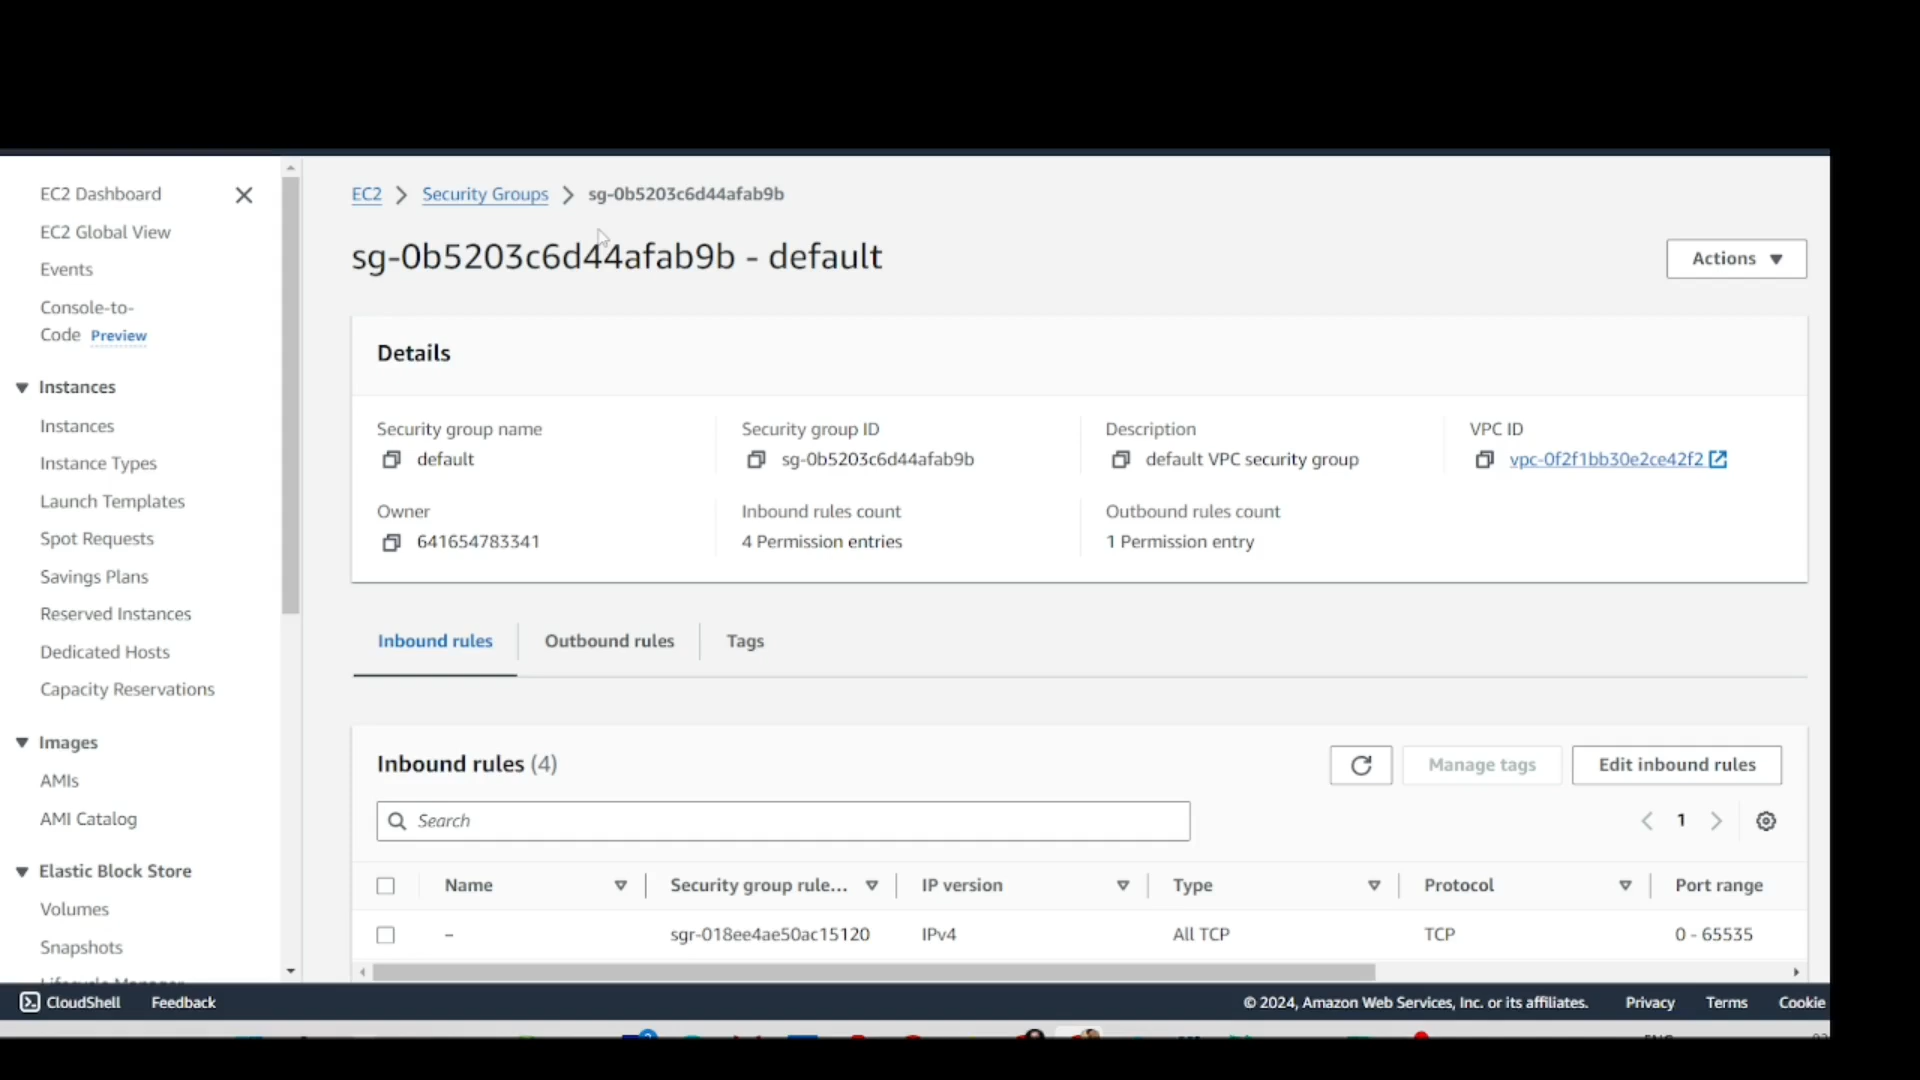 EC2 Dashboard
EC2 Global View
Events
Console-to-
Code Preview
Instances
Instances
Instance Types
Launch Templates
Spot Requests
Savings Plans
Reserved Instances
Dedicated Hosts
Capacity Reservations
Images
AMIs
AMI Catalog
Elastic Block Store
Volumes
Snapshots
EC2 > Security Groups > sg-0b5203c6d44afab9b
sg-0b5203c6d44afab9b - default
Actions
Details
Security group name
default
Security group ID
sg-0b5203c6d44afab9b
Description
default VPC security group
VPC ID
vpc-0f2f1bb30e2ce42f2
Owner
641654783341
Inbound rules count
4 Permission entries
Outbound rules count
1 Permission entry
Inbound rules Outbound rules Tags
Inbound rules (4)
Manage tags
Edit inbound rules
Search
1
Name Security group rule... IP version Type Protocol Port range
– sgr-018ee4ae50ac15120 IPv4 All TCP TCP 0 - 65535
CloudShell Feedback © 2024, Amazon Web Services, Inc. or its affiliates. Privacy Terms Cookie